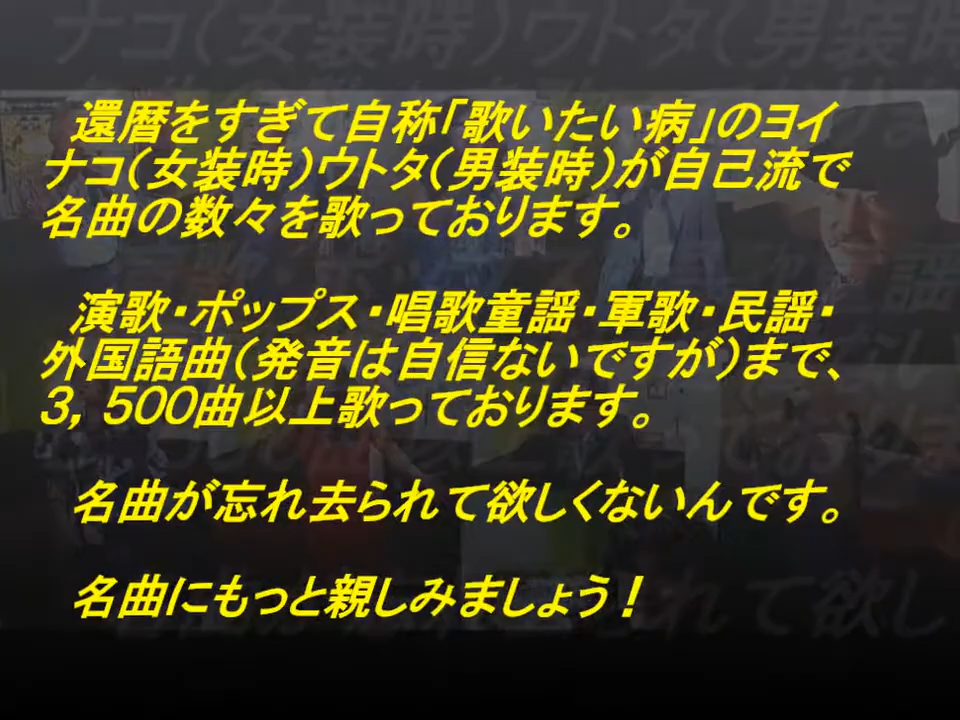 還暦をすぎて自称「歌いたい病」のヨイ
ナコ（女装時）ウトタ（男装時）が自己流で
名曲の数々を歌っております。
演歌・ポップス・唱歌童謡・軍歌・民謡・
外国語曲（発音は自信ないですが）まで、
３，５００曲以上歌っております。
名曲が忘れ去られて欲しくないんです。
名曲にもっと親しみましょう！